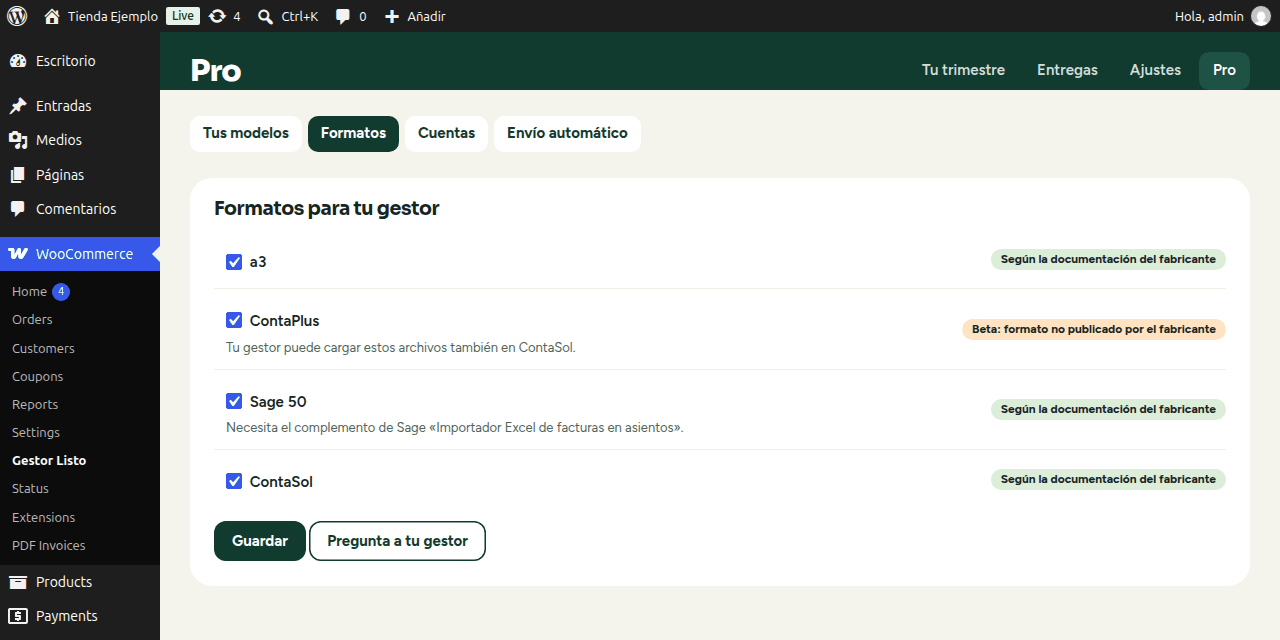 Tienda Ejemplo Live 4 Ctrl+K 0 Añadir Hola, admin
Escritorio
Entradas
Medios
Páginas
Comentarios
WooCommerce
Home 4
Orders
Customers
Coupons
Reports
Settings
Gestor Listo
Status
Extensions
PDF Invoices
Products
Payments
Pro
Tu trimestre Entregas Ajustes Pro
Tus modelos Formatos Cuentas Envío automático
Formatos para tu gestor
a3 Según la documentación del fabricante
ContaPlus Beta: formato no publicado por el fabricante
Tu gestor puede cargar estos archivos también en ContaSol.
Sage 50 Según la documentación del fabricante
Necesita el complemento de Sage «Importador Excel de facturas en asientos».
ContaSol Según la documentación del fabricante
Guardar Pregunta a tu gestor